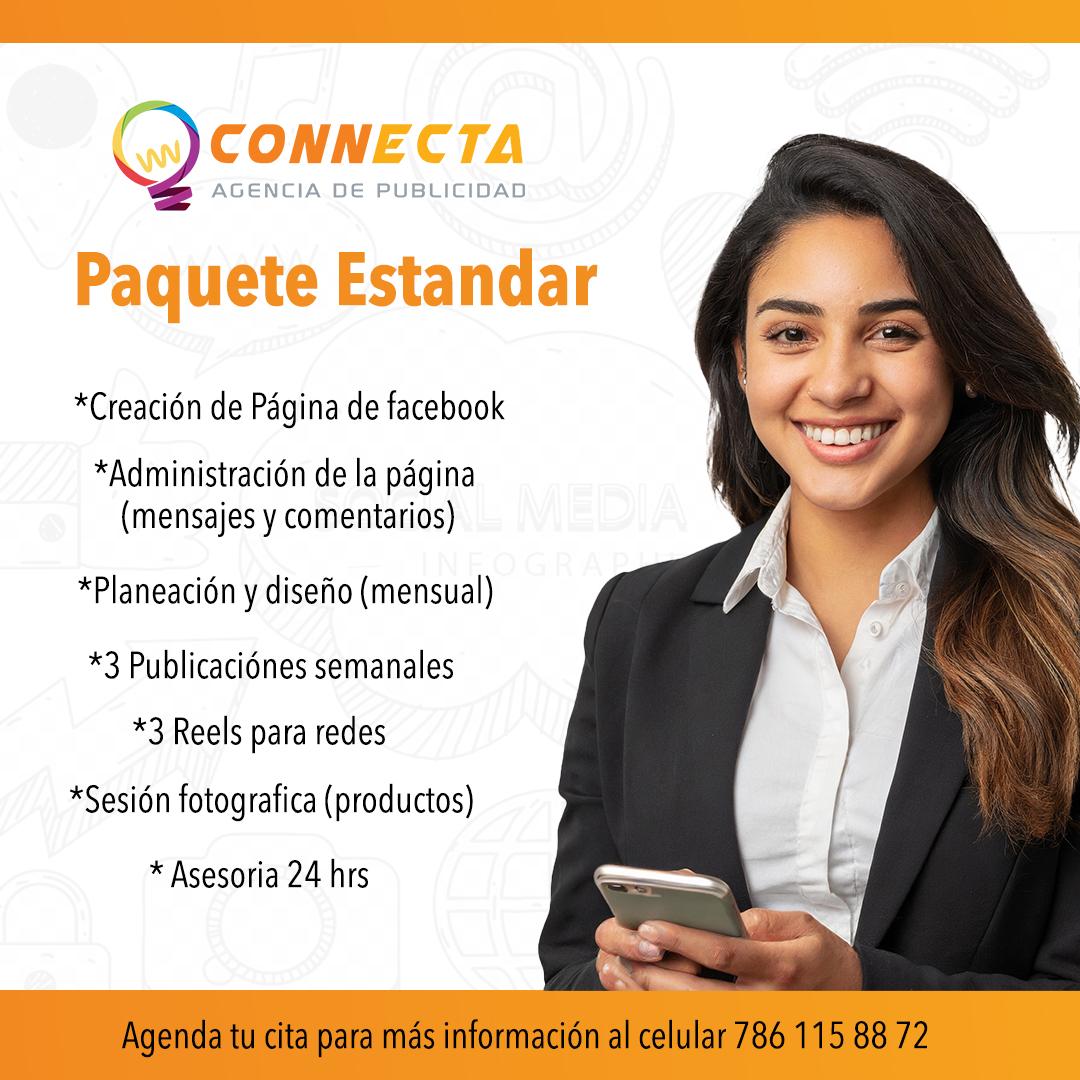 CONNECTA
AGENCIA DE PUBLICIDAD
Paquete Estandar
*Creación de Página de facebook
*Administración de la página
(mensajes y comentarios)
*Planeación y diseño (mensual)
*3 Publicaciónes semanales
*3 Reels para redes
*Sesión fotografica (productos)
* Asesoria 24 hrs
Agenda tu cita para más información al celular 786 115 88 72